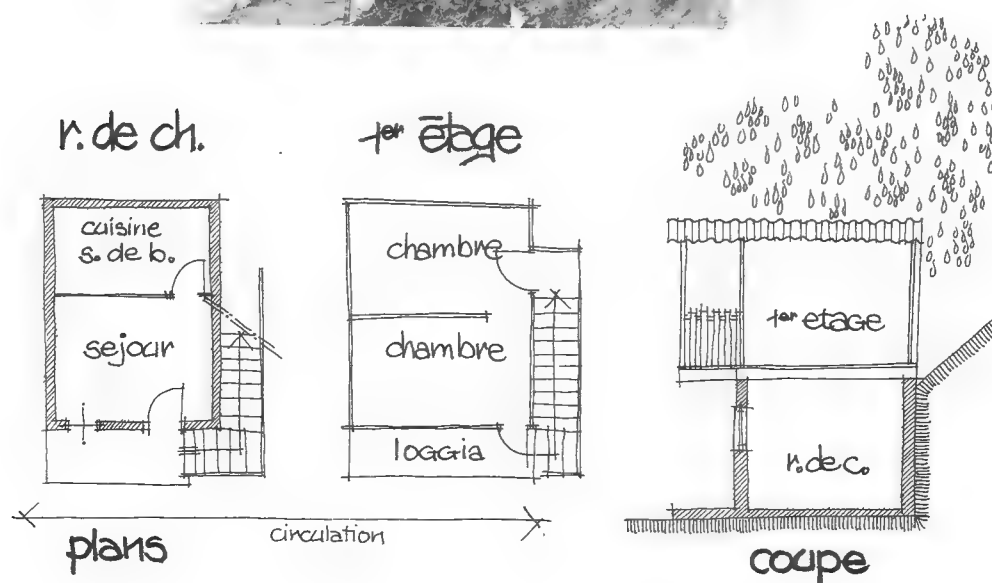 r. de ch.
1er étage
cuisine
s. de b.
sejour
chambre
chambre
loggia
1er etage
r. de c.
circulation
plans
coupe